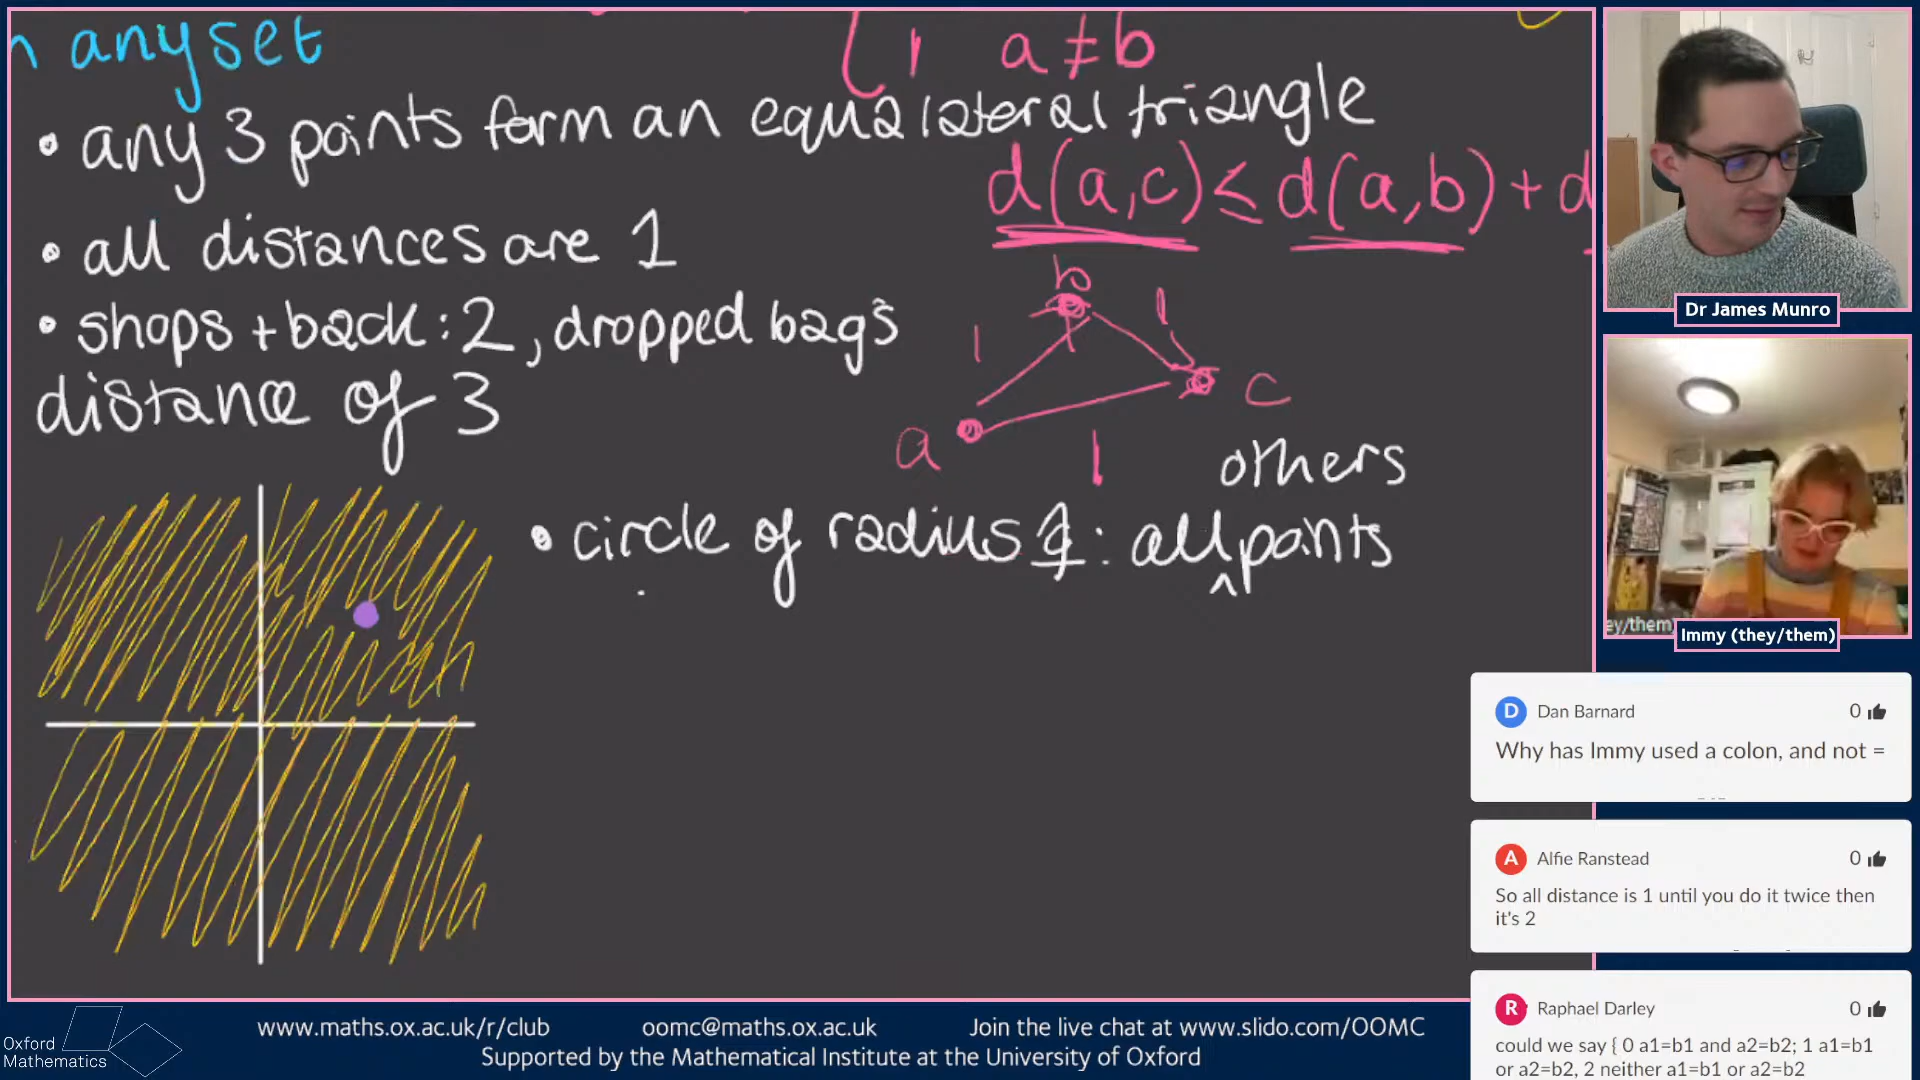 n any set
1 a ≠ b
• any 3 points form an equalateral triangle
d(a,c) ≤ d(a,b) + d
• all distances are 1
• shops + back : 2, dropped bags
distance of 3
b
1
1
c
a
1
others
• circle of radius 1 : all ^ points
Dr James Munro
ey/them)
Immy (they/them)
D Dan Barnard 0
Why has Immy used a colon, and not =
A Alfie Ranstead 0
So all distance is 1 until you do it twice then
it's 2
R Raphael Darley 0
could we say { 0 a1=b1 and a2=b2; 1 a1=b1
or a2=b2, 2 neither a1=b1 or a2=b2
Oxford
Mathematics
www.maths.ox.ac.uk/r/club oomc@maths.ox.ac.uk Join the live chat at www.slido.com/OOMC
Supported by the Mathematical Institute at the University of Oxford